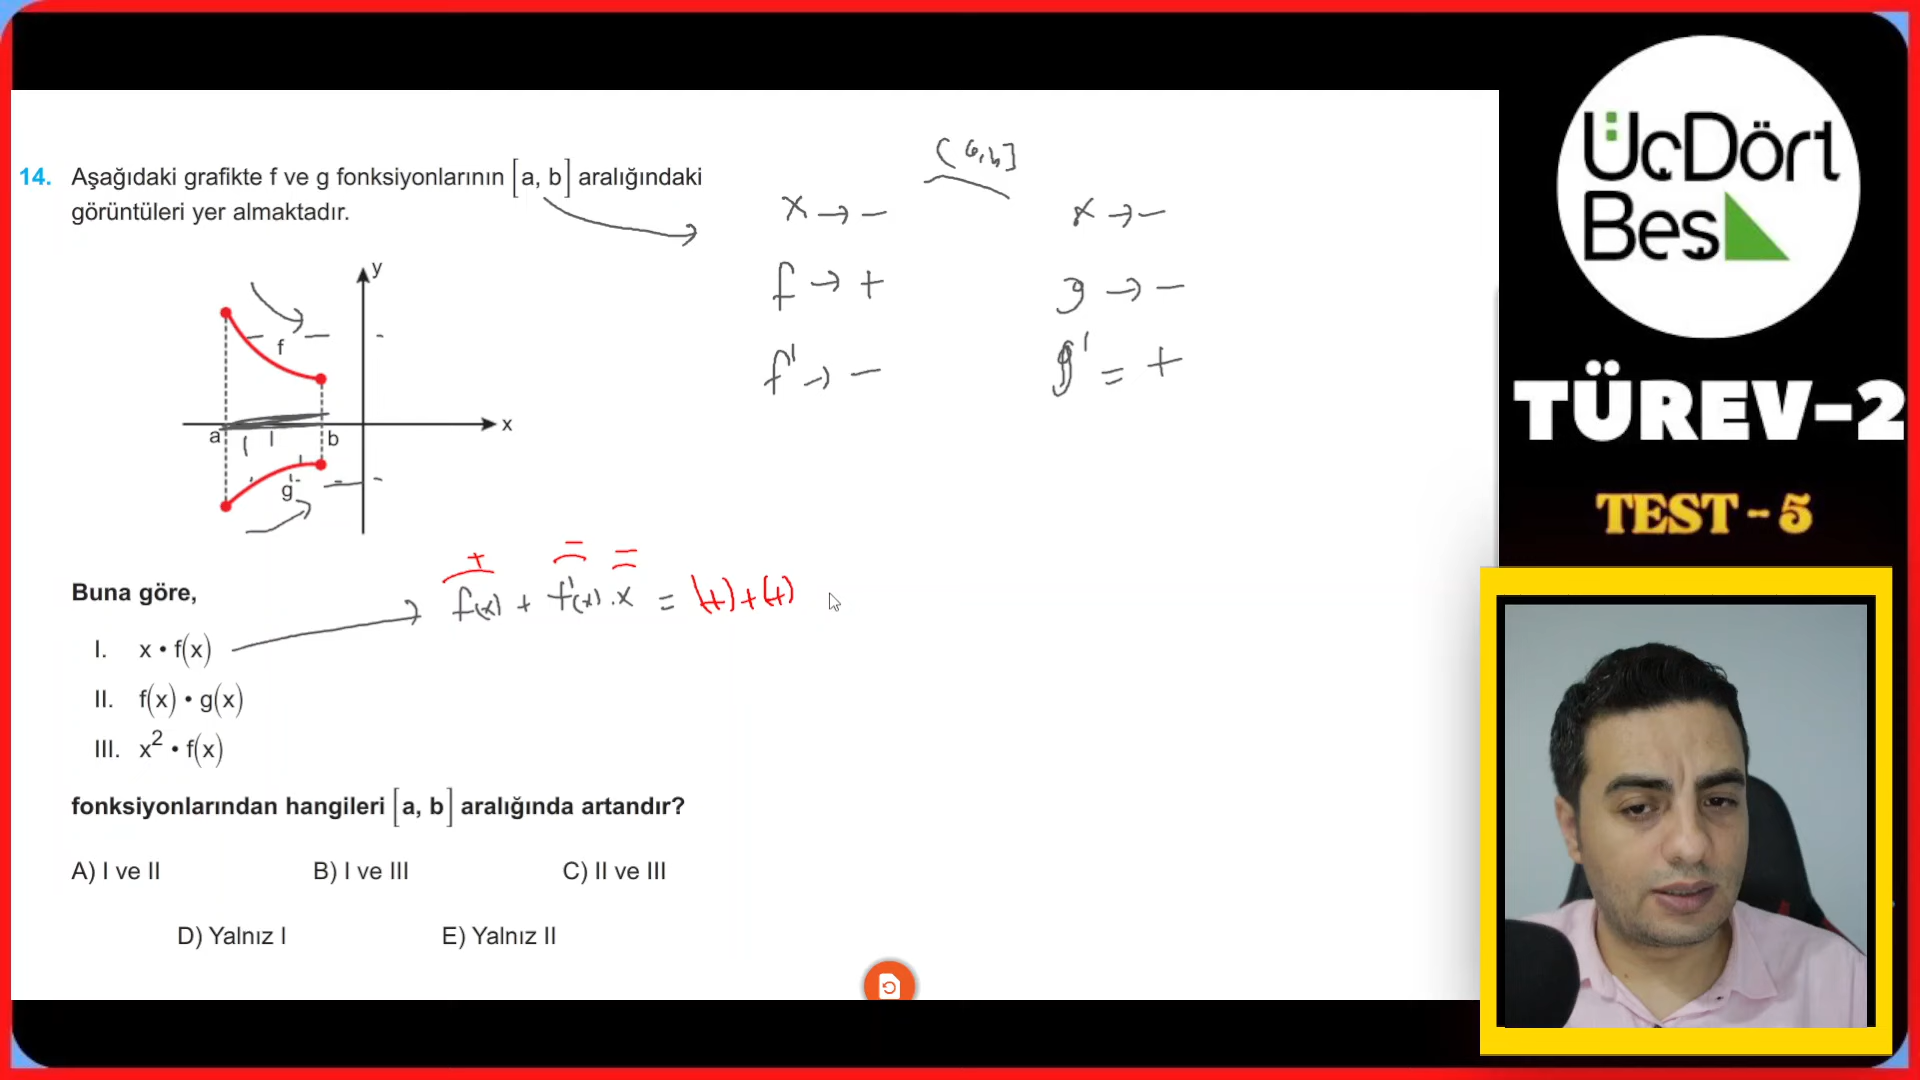 14. Aşağıdaki grafikte f ve g fonksiyonlarının [a, b] aralığındaki
görüntüleri yer almaktadır.
y
f
a
b
x
g
x → −
f → +
f' → −
x → −
g → −
g' = +
Buna göre,
+ − −
f(x) + f'(x) . x = (+) + (+)
I. x • f(x)
II. f(x) • g(x)
III. x² • f(x)
fonksiyonlarından hangileri [a, b] aralığında artandır?
A) I ve II B) I ve III C) II ve III
D) Yalnız I E) Yalnız II
ÜçDört
Beş
TÜREV-2
TEST - 5